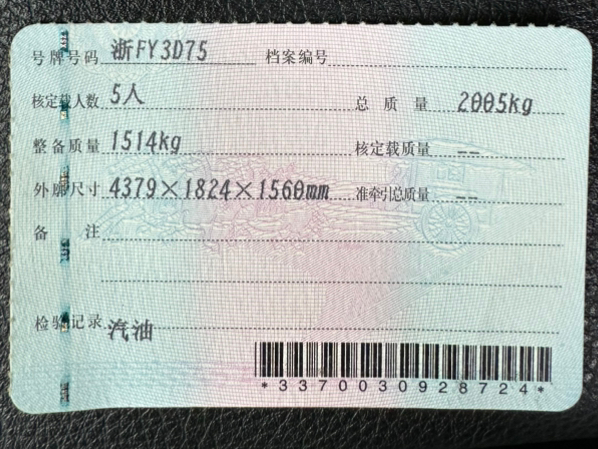 号牌号码 浙FY3D75 档案编号
核定载人数 5人 总质量 2005kg
整备质量 1514kg 核定载质量 --
外廓尺寸 4379×1824×1560mm 准牵引总质量 --
备注
检验记录 汽油
*3370030928724*